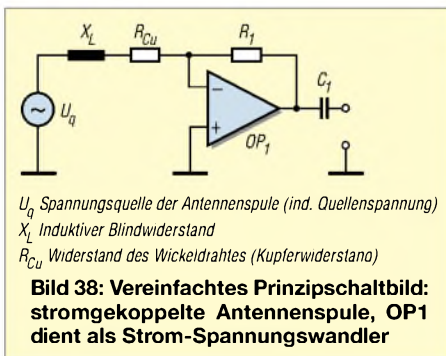 X_L R_Cu R_1
C_1
U_q
− +
OP_1
U_q Spannungsquelle der Antennenspule (ind. Quellenspannung)
X_L Induktiver Blindwiderstand
R_Cu Widerstand des Wickeldrahtes (Kupferwiderstand)
Bild 38: Vereinfachtes Prinzipschaltbild:
stromgekoppelte Antennenspule, OP1
dient als Strom-Spannungswandler